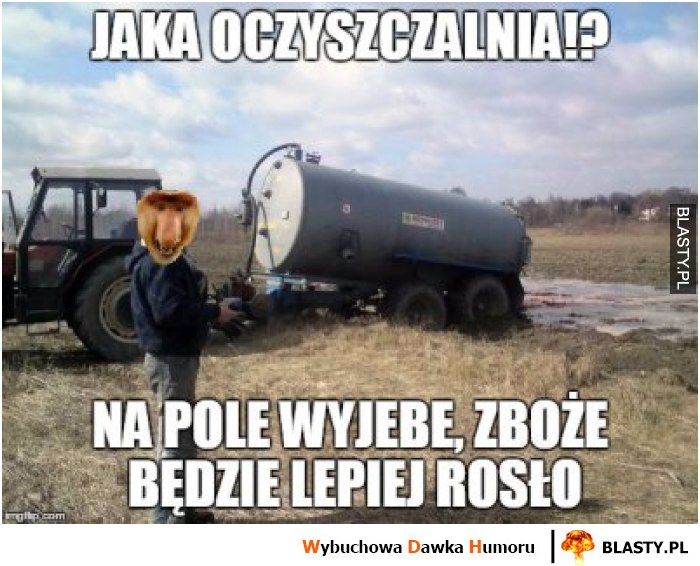 JAKA OCZYSZCZALNIA!?
BLASTY.PL
NA POLE WYJEBE, ZBOŻE
BĘDZIE LEPIEJ ROSŁO
imgflip.com
Wybuchowa Dawka Humoru
BLASTY.PL